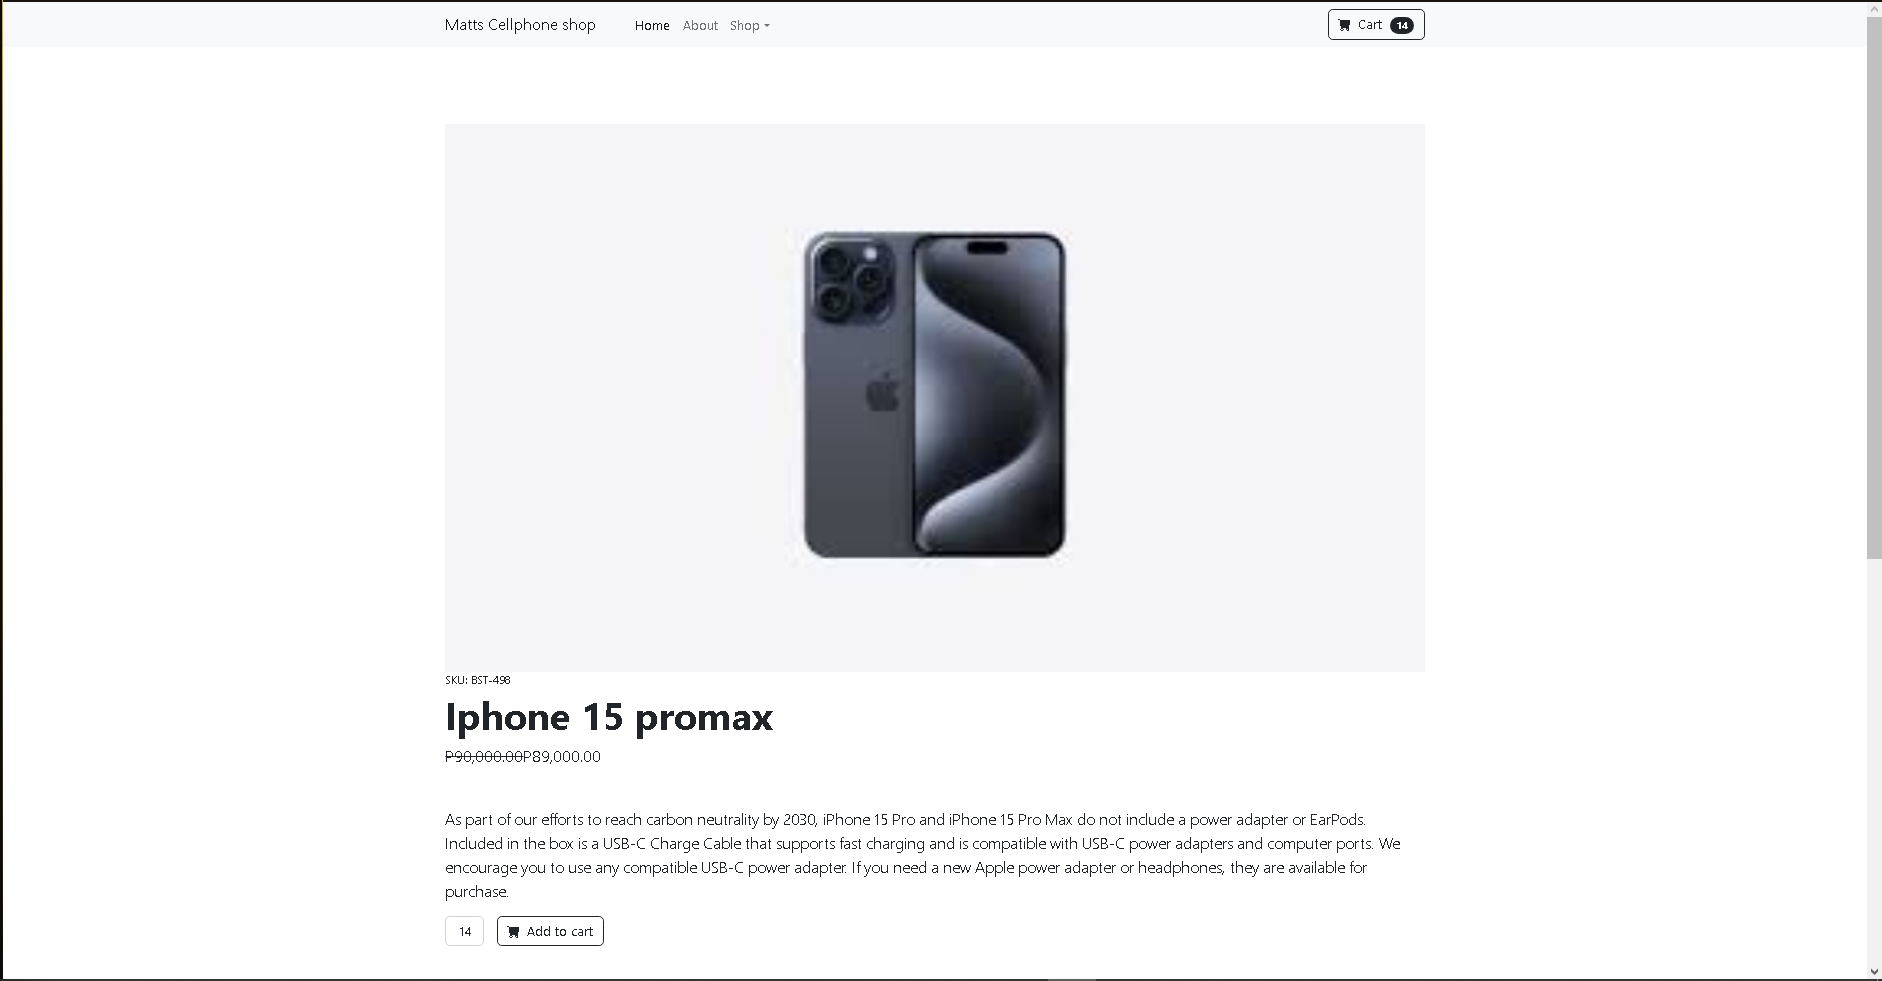 Matts Cellphone shop Home About Shop Cart 14
SKU: BST-498
Iphone 15 promax
P90,000.00P89,000.00
As part of our efforts to reach carbon neutrality by 2030, iPhone 15 Pro and iPhone 15 Pro Max do not include a power adapter or EarPods.
Included in the box is a USB-C Charge Cable that supports fast charging and is compatible with USB-C power adapters and computer ports. We
encourage you to use any compatible USB-C power adapter. If you need a new Apple power adapter or headphones, they are available for
purchase.
14 Add to cart